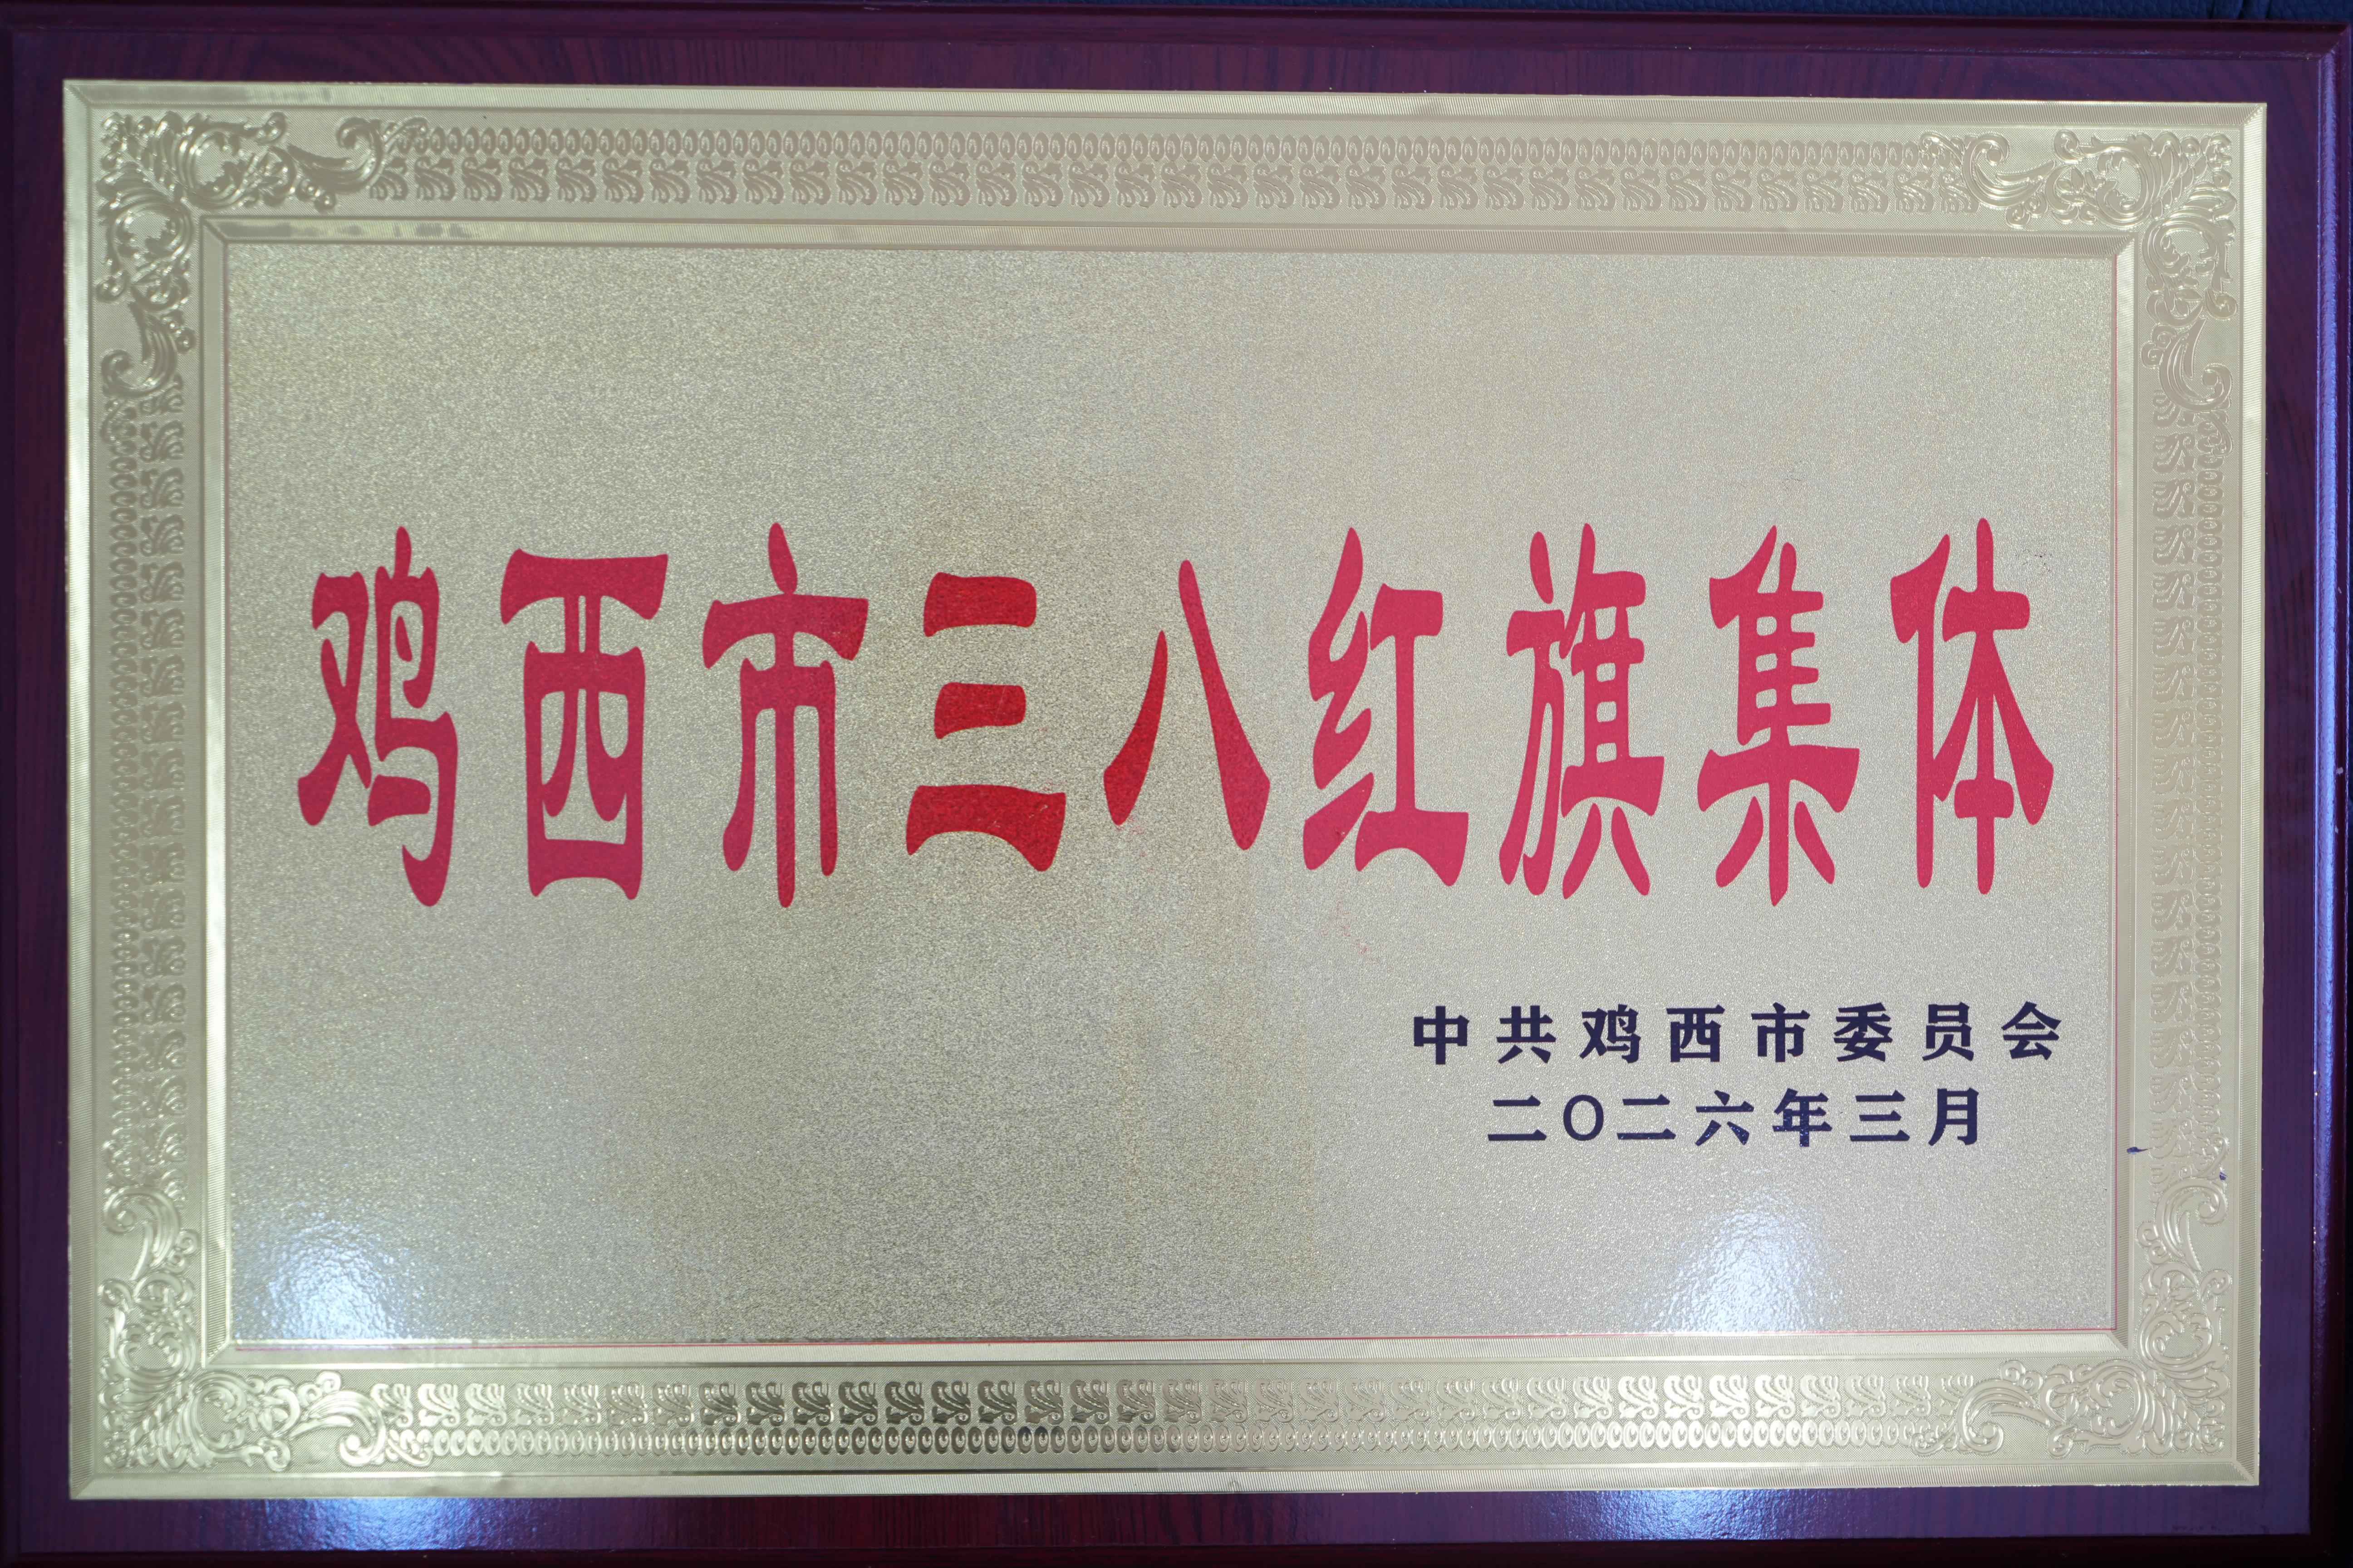 鸡西市三八红旗集体
中共鸡西市委员会
二〇二六年三月